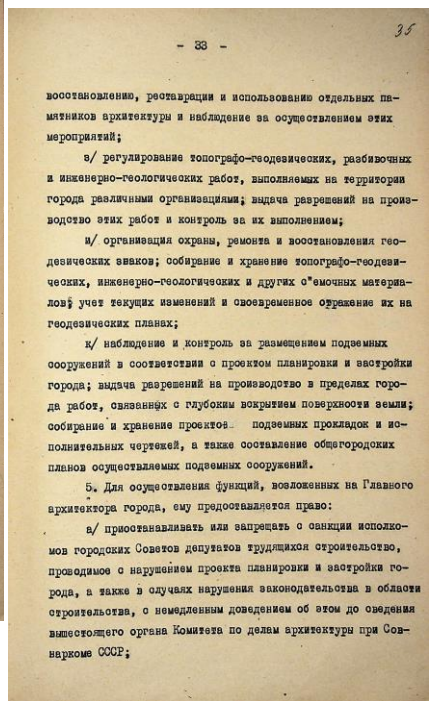 35
- 33 -
восстановлению, реставрации и использованию отдельных па-
мятников архитектуры и наблюдение за осуществлением этих
мероприятий;
з/ регулирование топографо-геодезических, разбивочных
и инженерно-геологических работ, выполняемых на территории
города различными организациями; выдача разрешений на произ-
водство этих работ и контроль за их выполнением;
и/ организация охраны, ремонта и восстановления гео-
дезических знаков; собирание и хранение топографо-геодези-
ческих, инженерно-геологических и других с"емочных материа-
лов; учет текущих изменений и своевременное отражение их на
геодезических планах;
к/ наблюдение и контроль за размещением подземных
сооружений в соответствии с проектом планировки и застройки
города; выдача разрешений на производство в пределах горо-
да работ, связанных с глубоким вскрытием поверхности земли;
собирание и хранение проектов подземных прокладок и ис-
полнительных чертежей, а также составление общегородских
планов осуществляемых подземных сооружений.
5. Для осуществления функций, возложенных на Главного
архитектора города, ему предоставляется право:
а/ приостанавливать или запрещать с санкции исполко-
мов городских Советов депутатов трудящихся строительство,
проводимое с нарушением проекта планировки и застройки го-
рода, а также в случаях нарушения законодательства в области
строительства, с немедленным доведением об этом до сведения
вышестоящего органа Комитета по делам архитектуры при Сов-
наркоме СССР;